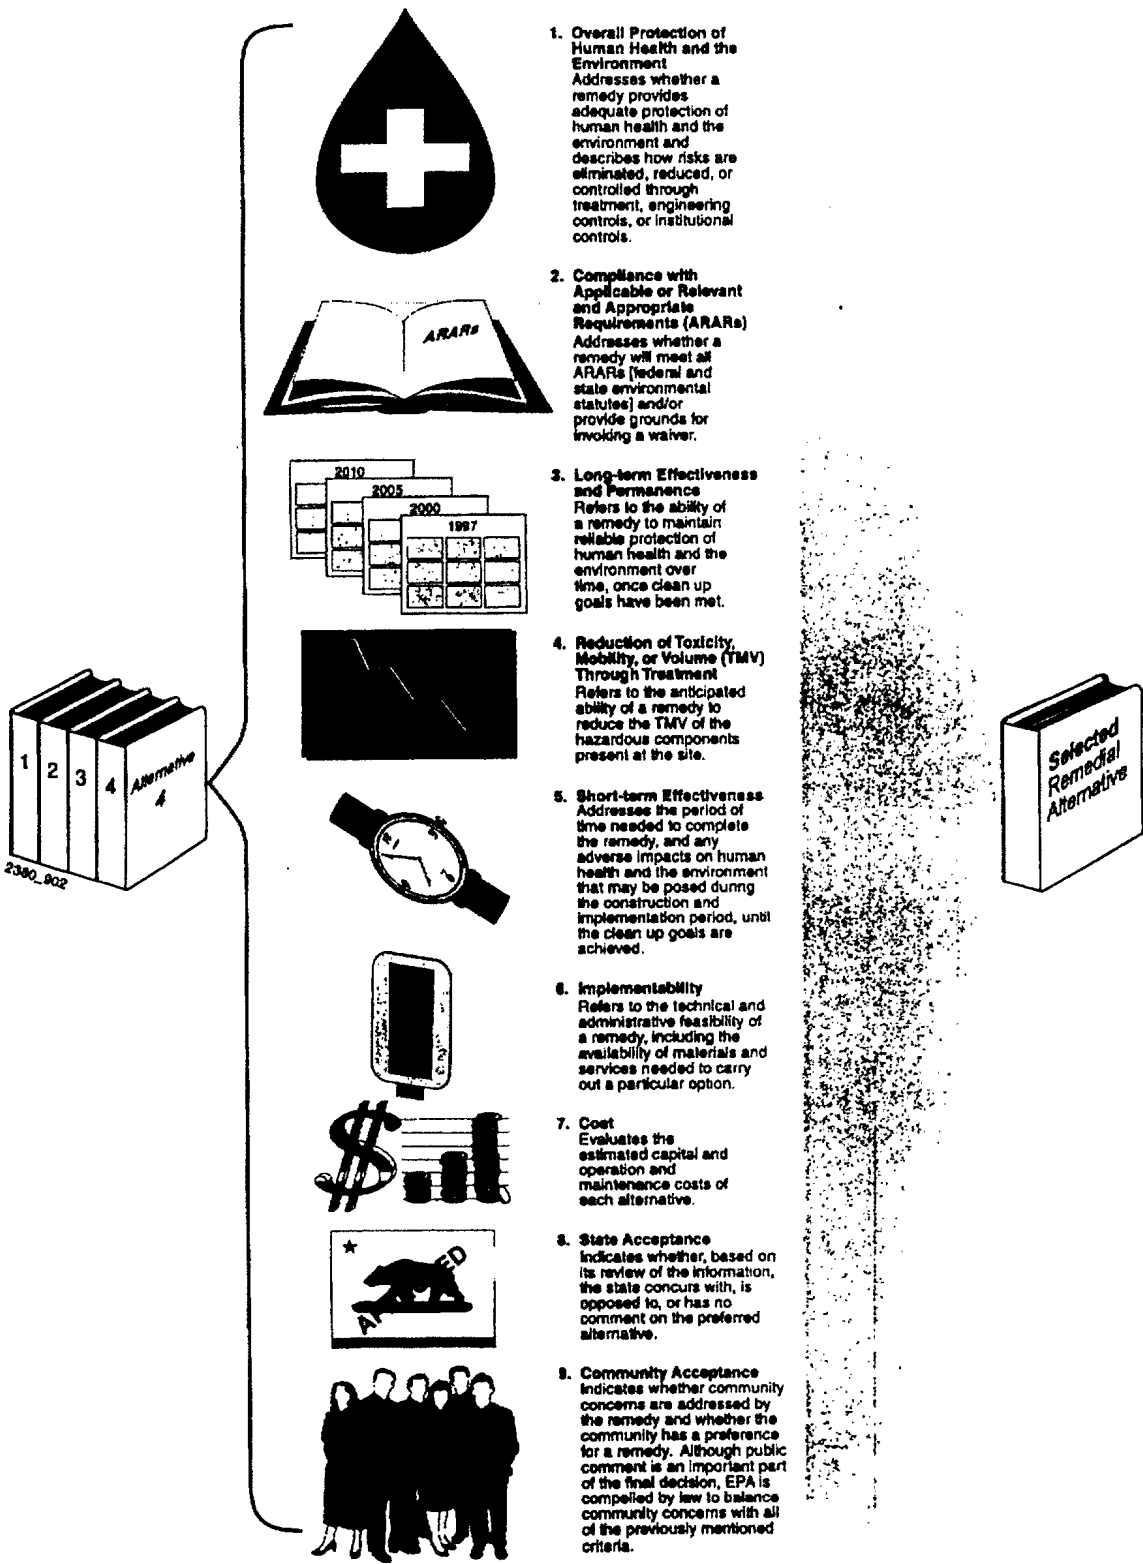 1. Overall Protection of
Human Health and the
Environment
Addresses whether a
remedy provides
adequate protection of
human health and the
environment and
describes how risks are
eliminated, reduced, or
controlled through
treatment, engineering
controls, or institutional
controls.
ARARs
2. Compliance with
Applicable or Relevant
and Appropriate
Requirements (ARARs)
Addresses whether a
remedy will meet all
ARARs [federal and
state environmental
statutes] and/or
provide grounds for
invoking a waiver.
2010
2005
2000
1997
3. Long-term Effectiveness
and Permanence
Refers to the ability of
a remedy to maintain
reliable protection of
human health and the
environment over
time, once clean up
goals have been met.
4. Reduction of Toxicity,
Mobility, or Volume (TMV)
Through Treatment
Refers to the anticipated
ability of a remedy to
reduce the TMV of the
hazardous components
present at the site.
1 2 3 4 Alternative
4
2380_902
Selected
Remedial
Alternative
5. Short-term Effectiveness
Addresses the period of
time needed to complete
the remedy, and any
adverse impacts on human
health and the environment
that may be posed during
the construction and
implementation period, until
the clean up goals are
achieved.
6. Implementability
Refers to the technical and
administrative feasibility of
a remedy, including the
availability of materials and
services needed to carry
out a particular option.
$
7. Cost
Evaluates the
estimated capital and
operation and
maintenance costs of
each alternative.
8. State Acceptance
Indicates whether, based on
its review of the information,
the state concurs with, is
opposed to, or has no
comment on the preferred
alternative.
9. Community Acceptance
Indicates whether community
concerns are addressed by
the remedy and whether the
community has a preference
for a remedy. Although public
comment is an important part
of the final decision, EPA is
compelled by law to balance
community concerns with all
of the previously mentioned
criteria.